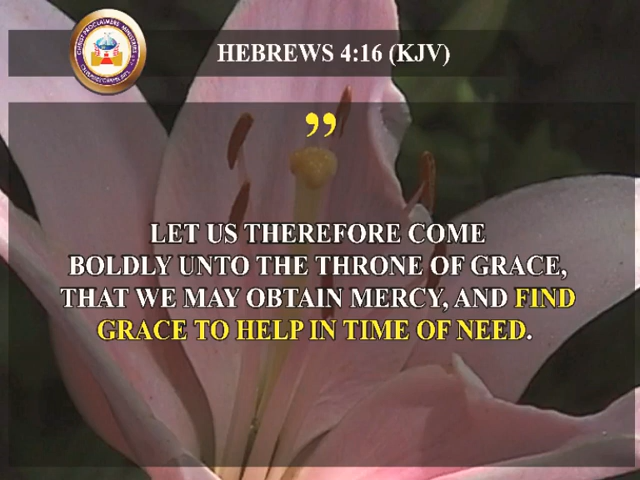 HEBREWS 4:16 (KJV)
”
LET US THEREFORE COME
BOLDLY UNTO THE THRONE OF GRACE,
THAT WE MAY OBTAIN MERCY, AND FIND
GRACE TO HELP IN TIME OF NEED.